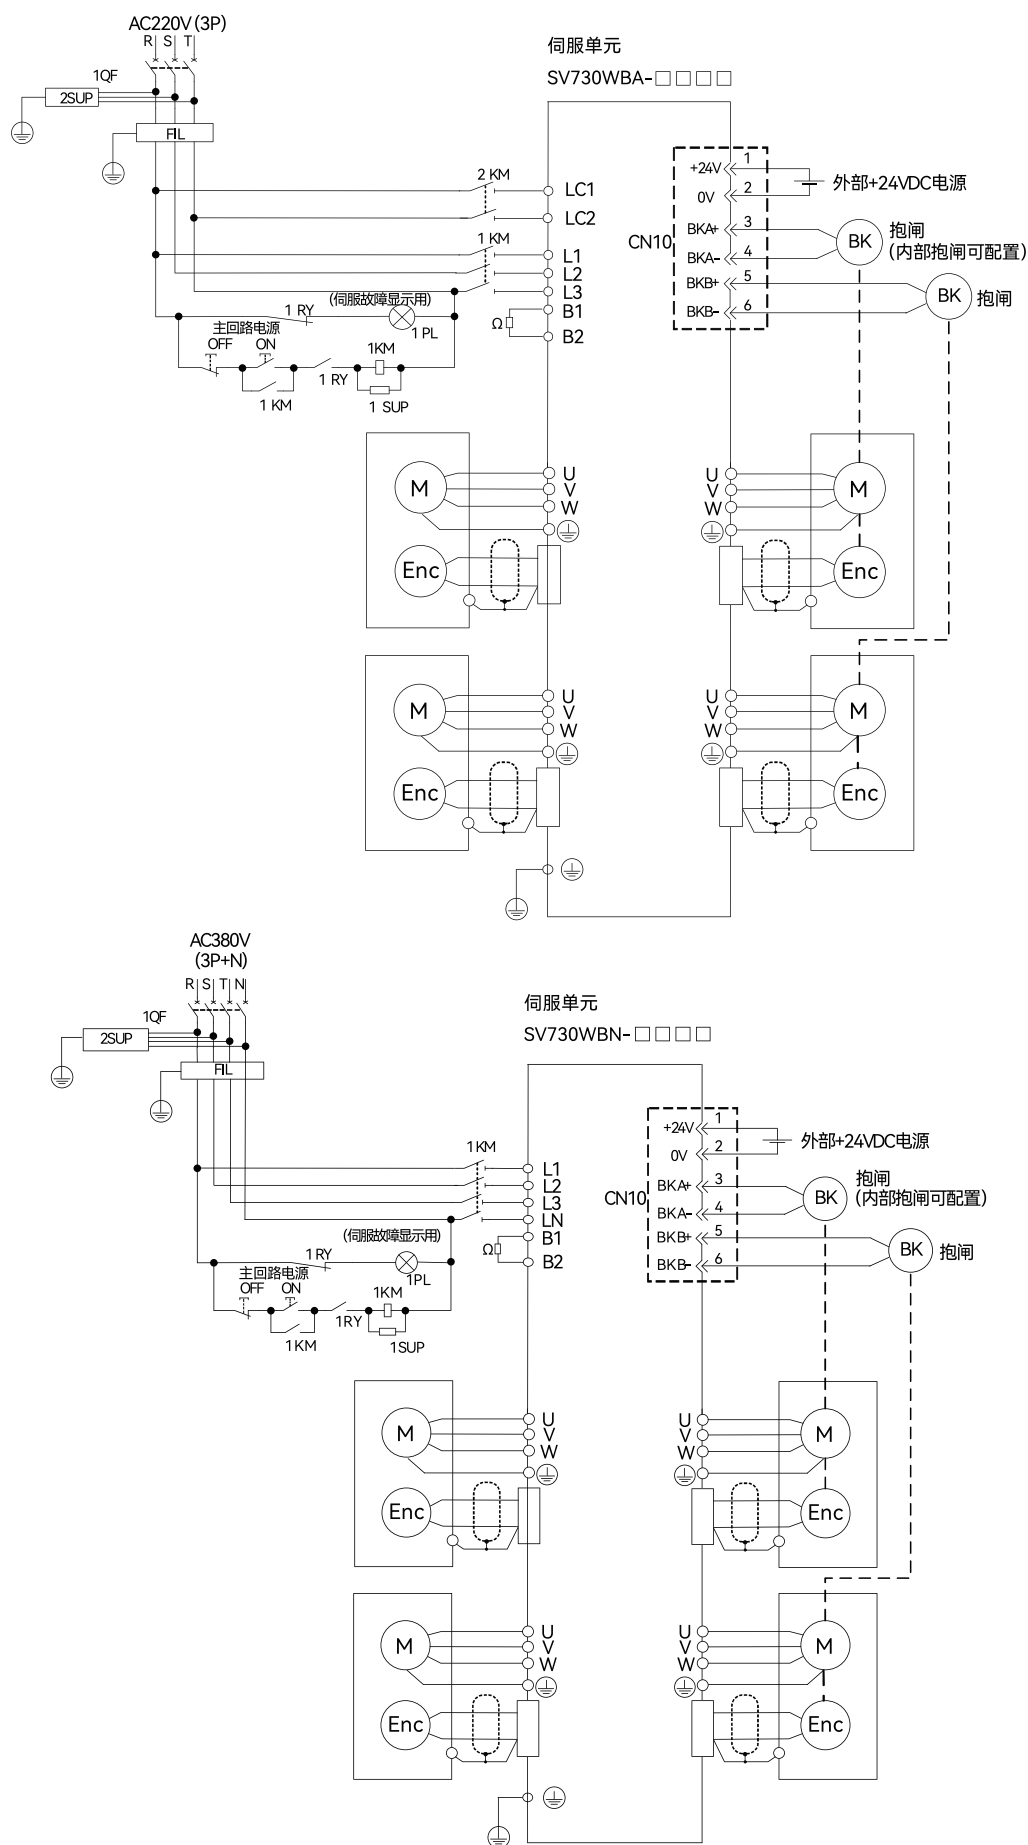 AC220V (3P)
R S T
1QF
2SUP
FIL
伺服单元
SV730WBA-□□□□
2 KM
LC1
LC2
1 KM
L1
L2
L3
B1
B2
Ω
(伺服故障显示用)
1 RY
1 PL
主回路电源
OFF
ON
1KM
1 RY
1 KM
1 SUP
CN10
+24V 1
0V 2
BKA+ 3
BKA- 4
BKB+ 5
BKB- 6
外部+24VDC电源
BK
抱闸
(内部抱闸可配置)
BK
抱闸
M
U
V
W
Enc
U
V
W
M
Enc
M
U
V
W
Enc
U
V
W
M
Enc
AC380V
(3P+N)
R S T N
1QF
2SUP
FIL
伺服单元
SV730WBN-□□□□
1 KM
L1
L2
L3
LN
B1
B2
Ω
(伺服故障显示用)
1 RY
1PL
主回路电源
OFF
ON
1KM
1RY
1KM
1SUP
CN10
+24V 1
0V 2
BKA+ 3
BKA- 4
BKB+ 5
BKB- 6
外部+24VDC电源
BK
抱闸
(内部抱闸可配置)
BK
抱闸
M
U
V
W
Enc
U
V
W
M
Enc
M
U
V
W
Enc
U
V
W
M
Enc